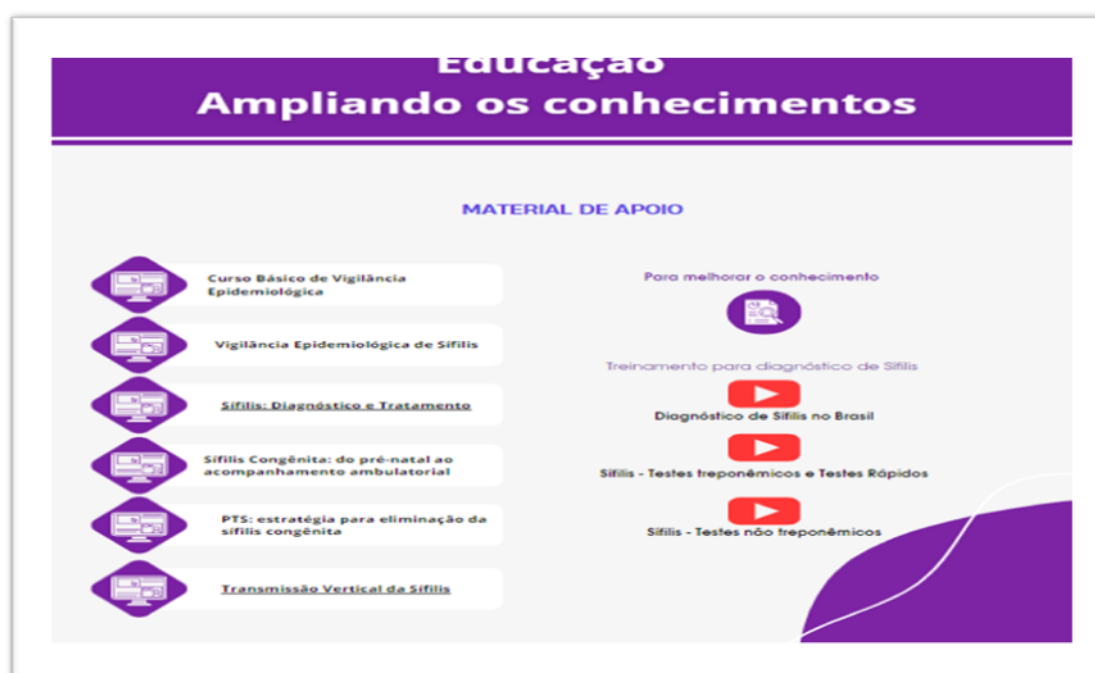 Educação
Ampliando os conhecimentos
MATERIAL DE APOIO
Curso Básico de Vigilância
Epidemiológica
Vigilância Epidemiológica de Sífilis
Sífilis: Diagnóstico e Tratamento
Sífilis Congênita: do pré-natal ao
acompanhamento ambulatorial
PTS: estratégia para eliminação da
sífilis congênita
Transmissão Vertical da Sífilis
Para melhorar o conhecimento
Treinamento para diagnóstico de Sífilis
Diagnóstico de Sífilis no Brasil
Sífilis - Testes treponêmicos e Testes Rápidos
Sífilis - Testes não treponêmicos